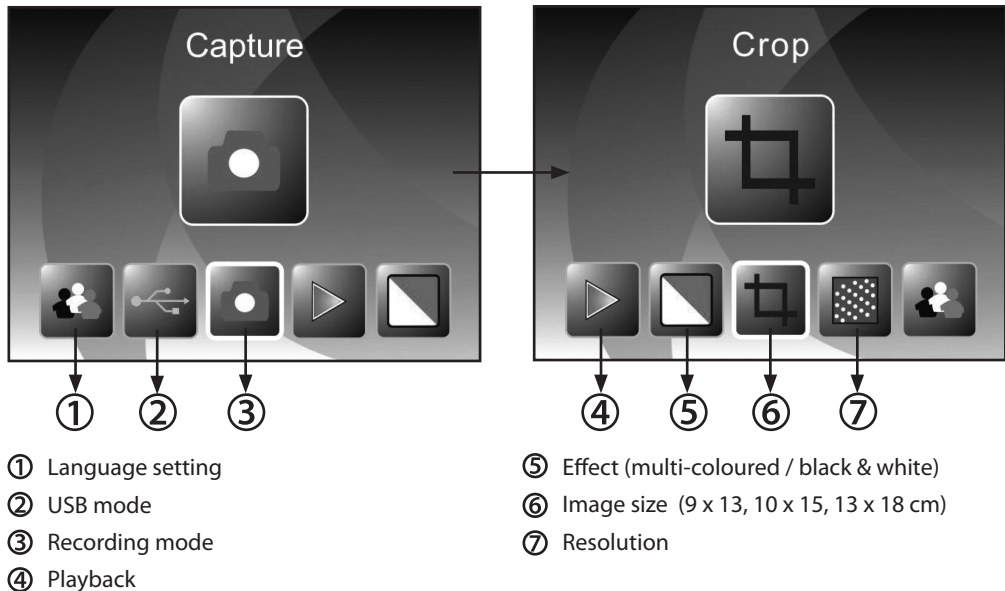 Capture
Crop
① ② ③
④ ⑤ ⑥ ⑦
① Language setting
② USB mode
③ Recording mode
④ Playback
⑤ Effect (multi-coloured / black & white)
⑥ Image size (9 x 13, 10 x 15, 13 x 18 cm)
⑦ Resolution